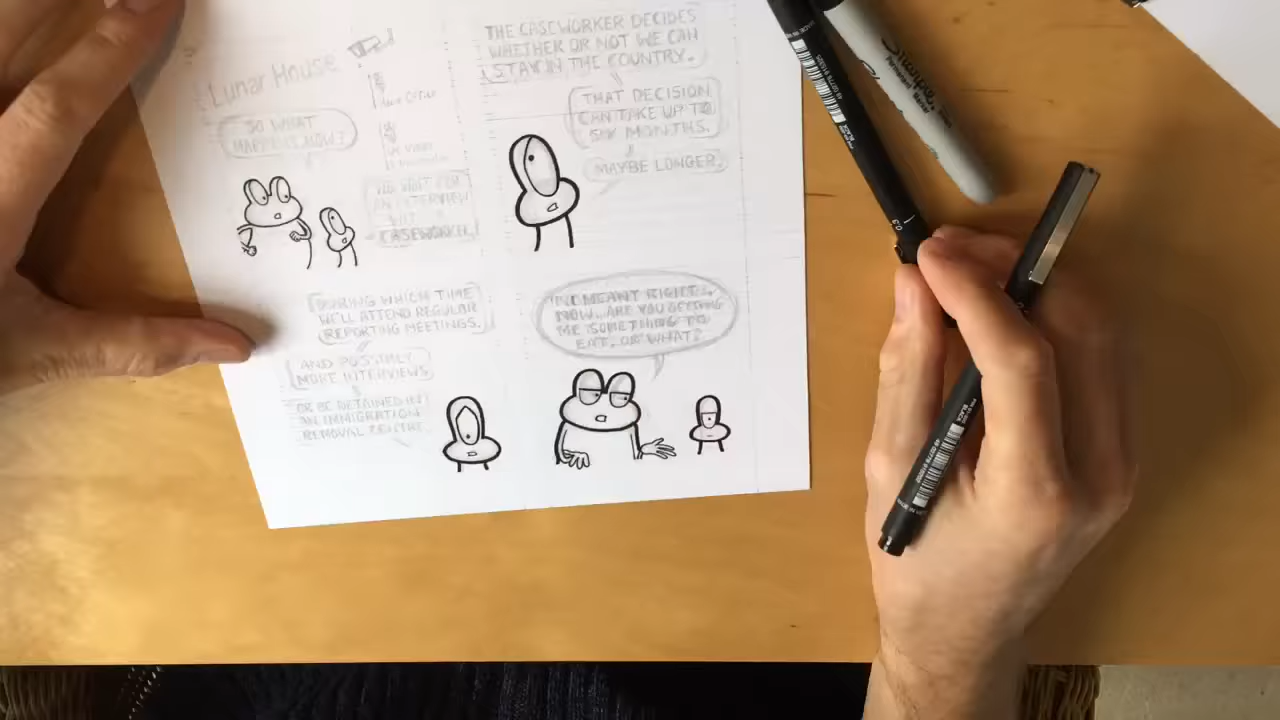 LUNAR HOUSE
SO WHAT
HAPPENS NOW?
WE WAIT FOR
AN INTERVIEW
WITH A
CASEWORKER.
THE CASEWORKER DECIDES
WHETHER OR NOT WE CAN
STAY IN THE COUNTRY.
THAT DECISION
CAN TAKE UP TO
SIX MONTHS.
MAYBE LONGER.
DURING WHICH TIME
WE'LL ATTEND REGULAR
REPORTING MEETINGS.
AND POSSIBLY
MORE INTERVIEWS
OR BE DETAINED IN
AN IMMIGRATION
REMOVAL CENTRE
I MEANT RIGHT
NOW.. ARE YOU GETTING
ME SOMETHING TO
EAT, OR WHAT?
Sharpie
0.3
BLACK